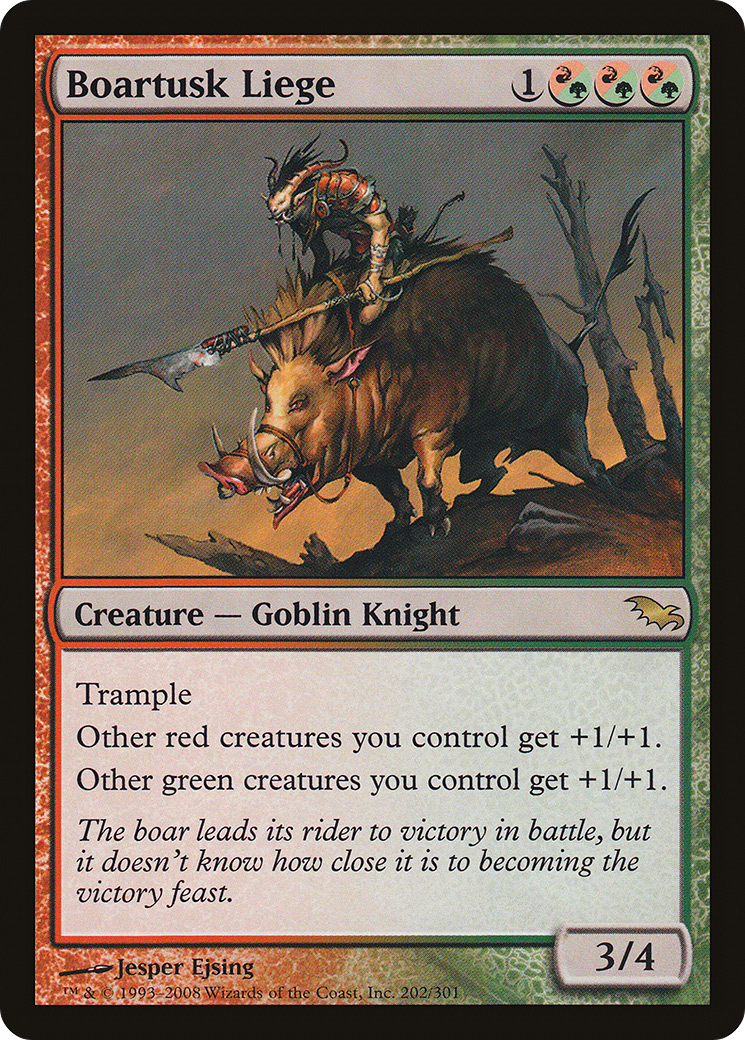 Boartusk Liege 1
Creature — Goblin Knight
Trample
Other red creatures you control get +1/+1.
Other green creatures you control get +1/+1.
The boar leads its rider to victory in battle, but
it doesn't know how close it is to becoming the
victory feast.
3/4
Jesper Ejsing
™ & © 1993–2008 Wizards of the Coast, Inc. 202/301